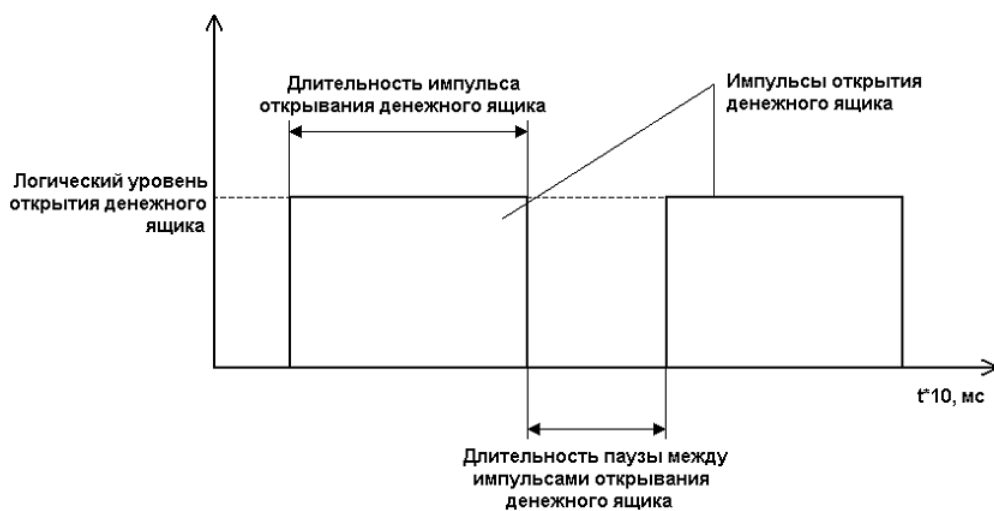 Длительность импульса
открывания денежного ящика
Импульсы открытия
денежного ящика
Логический уровень
открытия денежного
ящика
t*10, мс
Длительность паузы между
импульсами открывания
денежного ящика